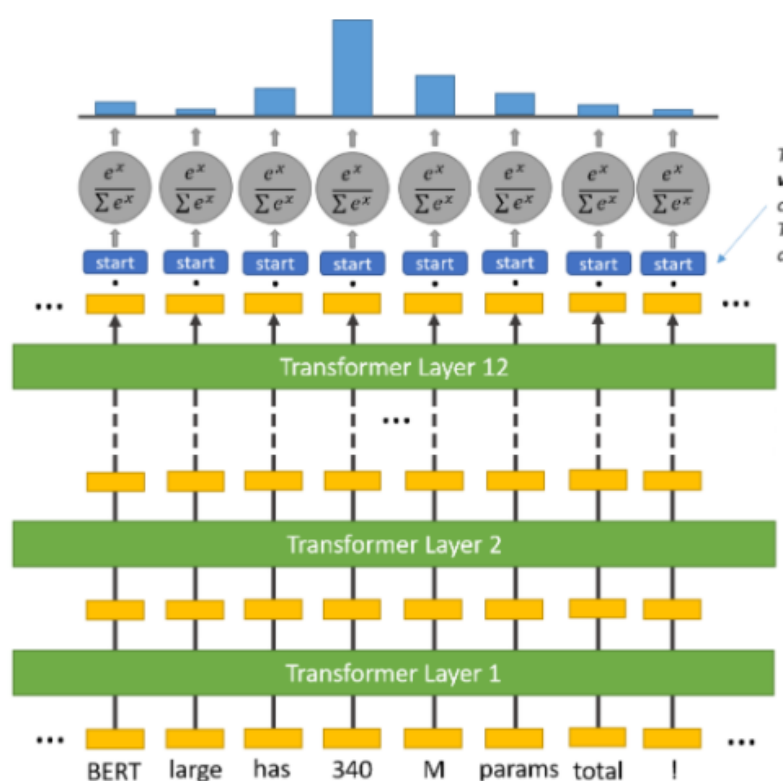 e^x / Σ e^x e^x / Σ e^x e^x / Σ e^x e^x / Σ e^x e^x / Σ e^x e^x / Σ e^x e^x / Σ e^x e^x / Σ e^x
start start start start start start start start
... ...
Transformer Layer 12
...
Transformer Layer 2
Transformer Layer 1
... ...
BERT large has 340 M params total !